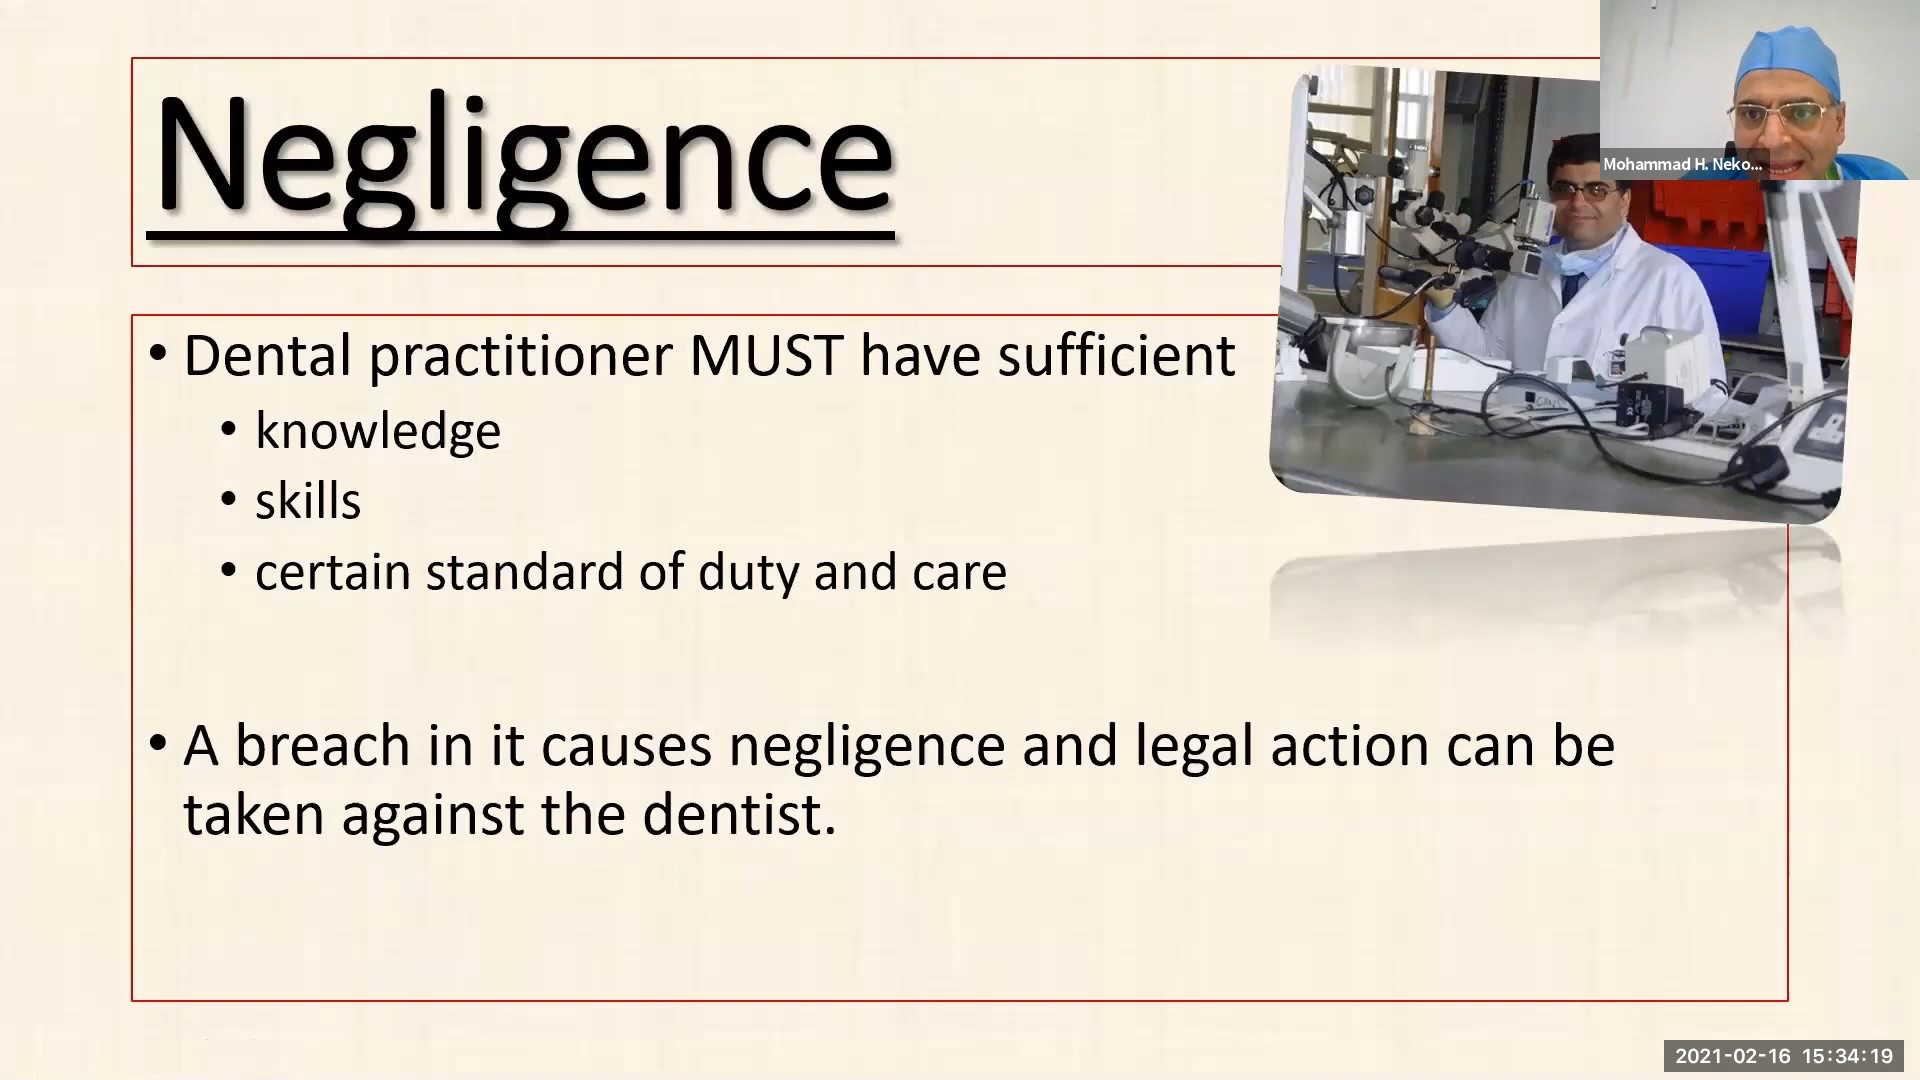 Negligence
Mohammad H. Neko...
• Dental practitioner MUST have sufficient
• knowledge
• skills
• certain standard of duty and care
• A breach in it causes negligence and legal action can be
taken against the dentist.
2021-02-16 15:34:19